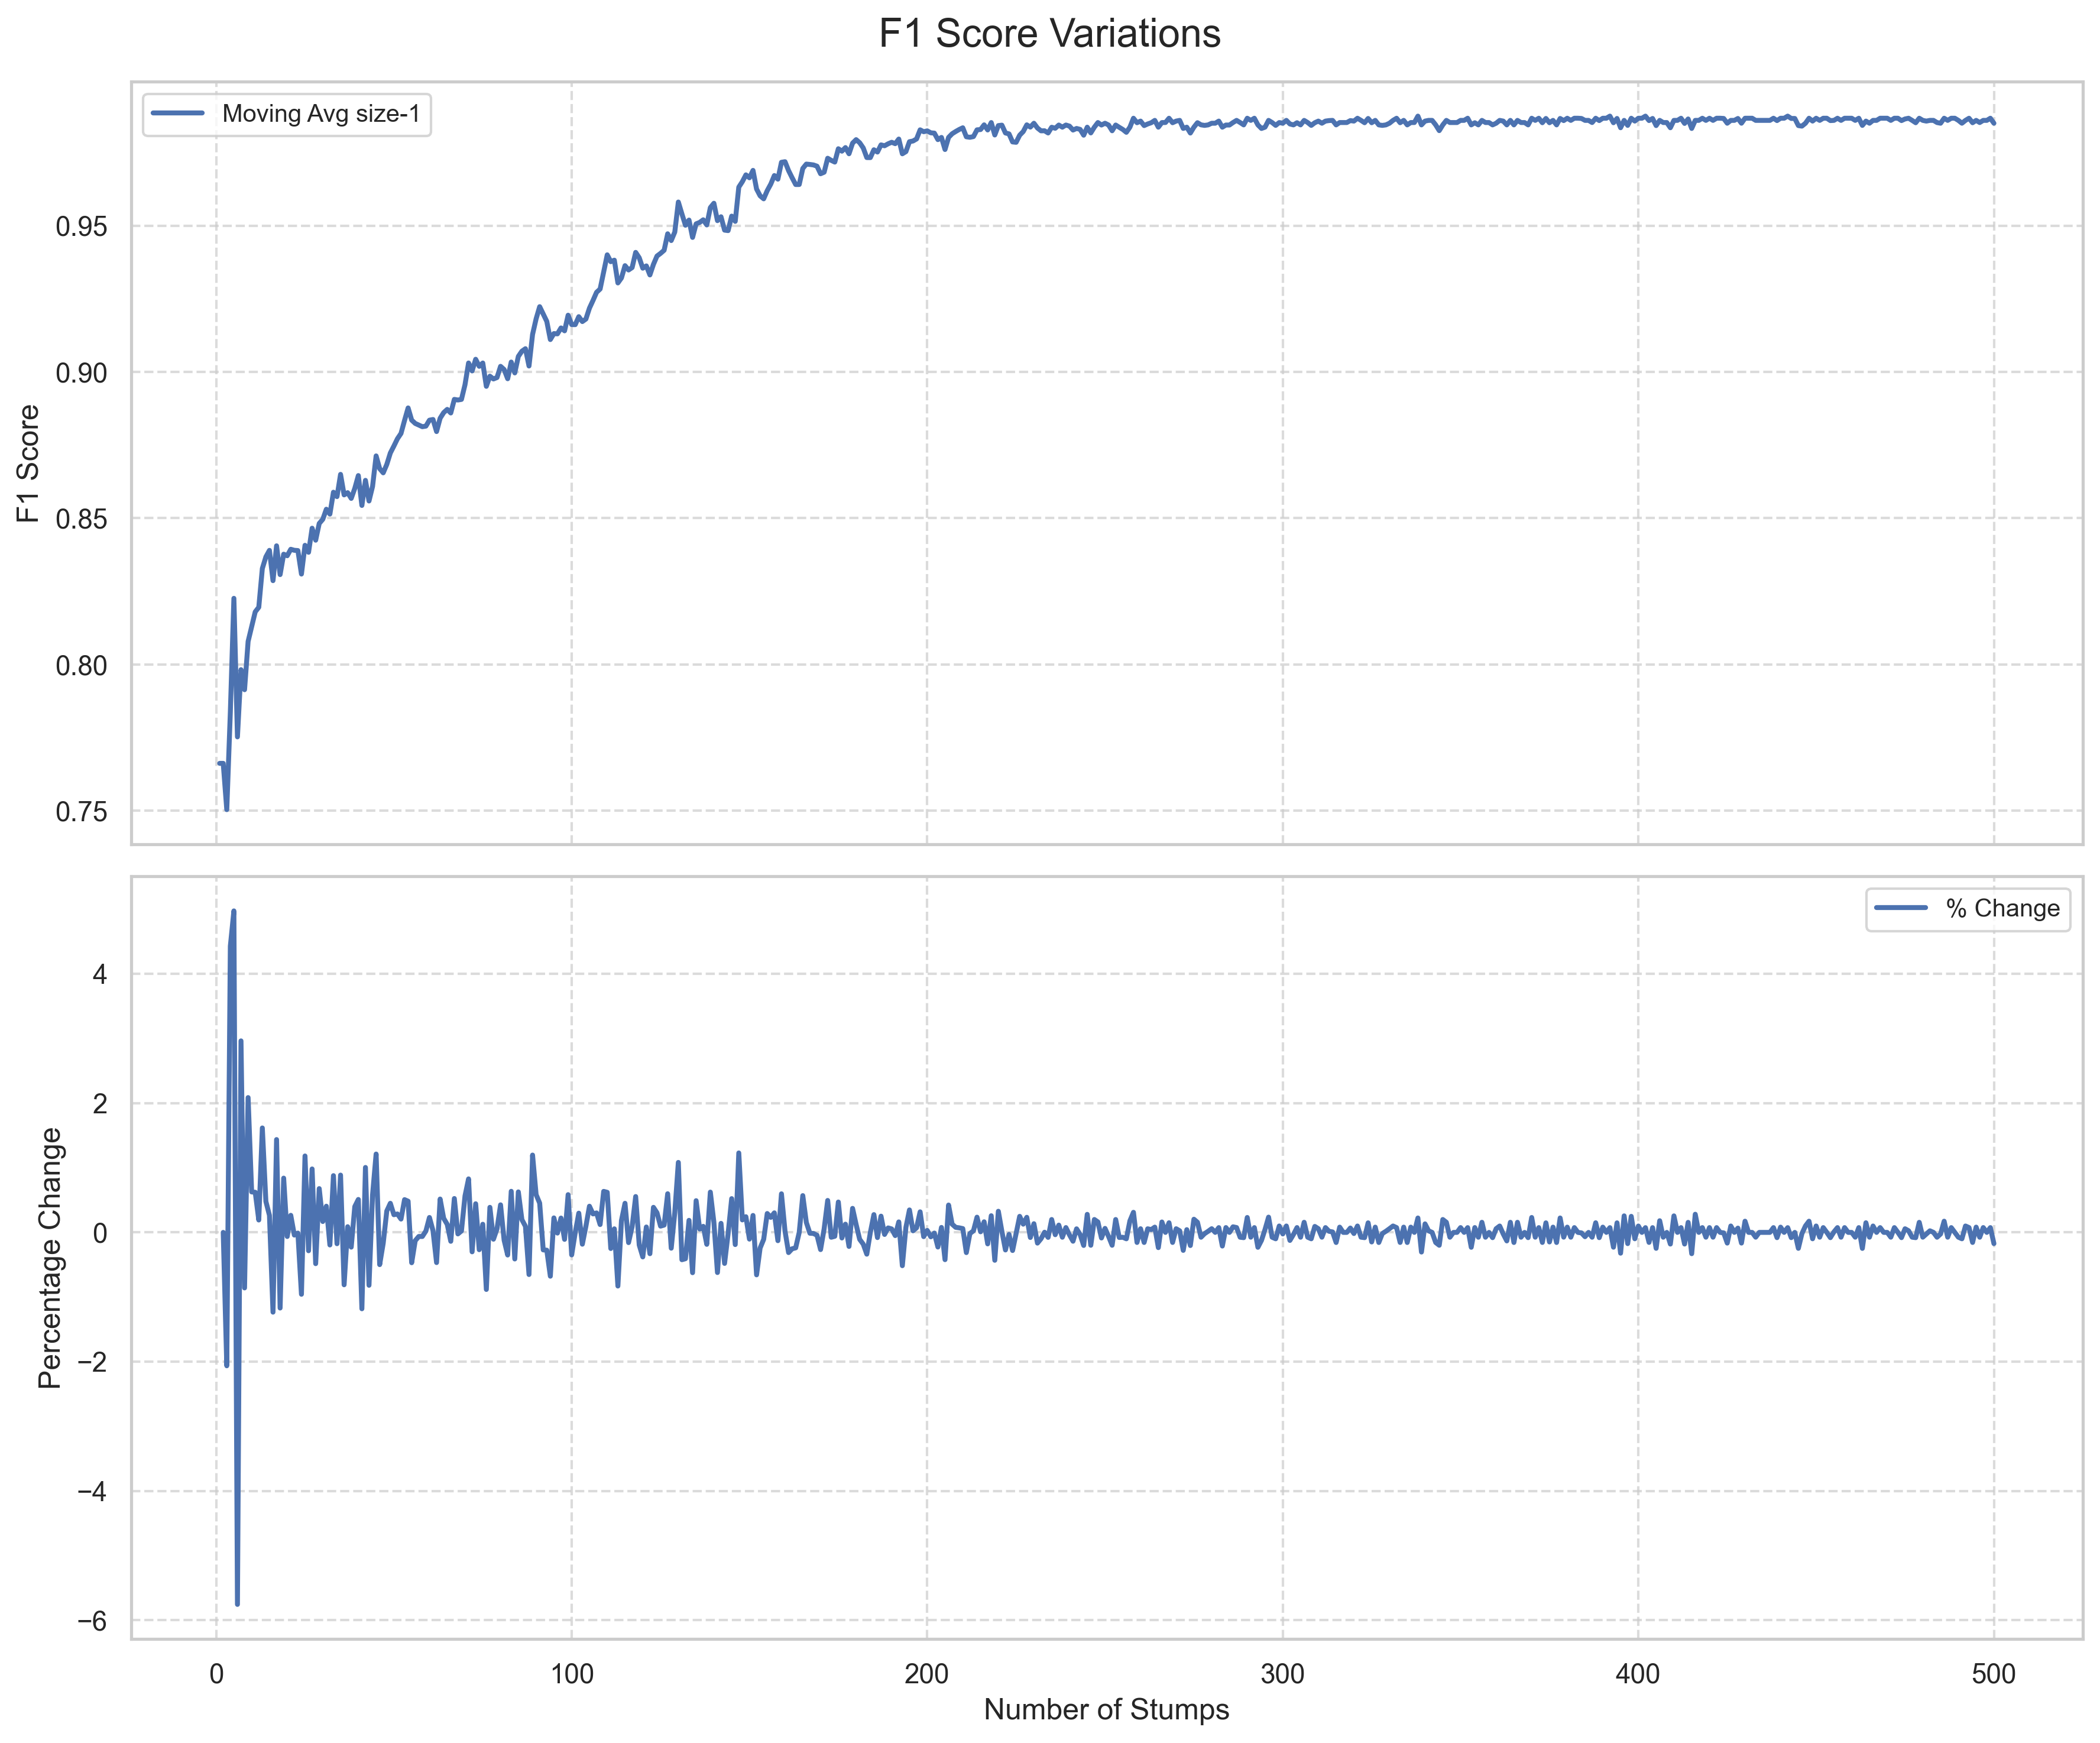 F1 Score Variations
Moving Avg size-1
0.95
0.90
0.85
0.80
0.75
F1 Score
% Change
4
2
0
−2
−4
−6
Percentage Change
0 100 200 300 400 500
Number of Stumps